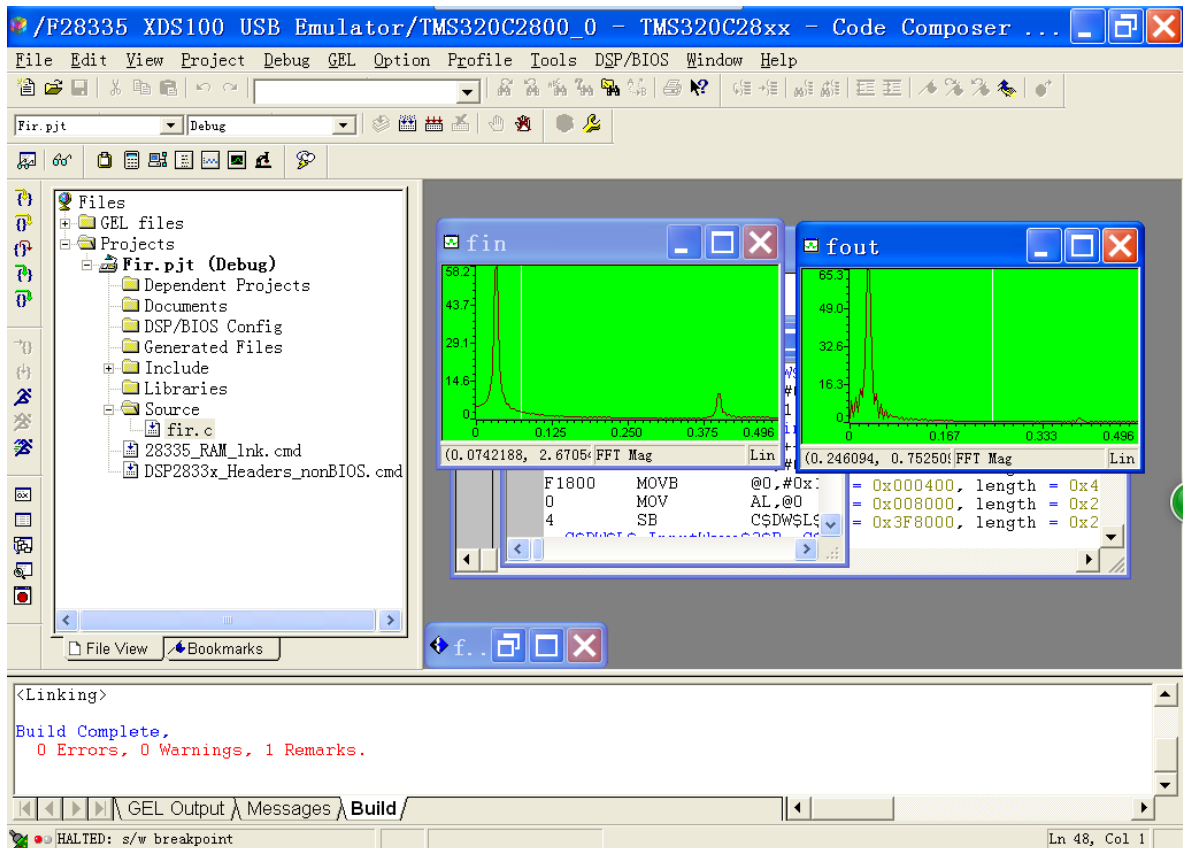 /F28335 XDS100 USB Emulator/TMS320C2800_0 - TMS320C28xx - Code Composer ...
File Edit View Project Debug GEL Option Profile Tools DSP/BIOS Window Help
Fir.pjt Debug
Files
GEL files
Projects
Fir.pjt (Debug)
Dependent Projects
Documents
DSP/BIOS Config
Generated Files
Include
Libraries
Source
fir.c
28335_RAM_lnk.cmd
DSP2833x_Headers_nonBIOS.cmd
File View Bookmarks
fin
58.2
43.7
29.1
14.6
0
0 0.125 0.250 0.375 0.496
(0.0742188, 2.6705 FFT Mag Lin
fout
65.3
49.0
32.6
16.3
0
0 0.167 0.333 0.496
(0.246094, 0.75250 FFT Mag Lin
F1800 MOVB @0,#0x
0 MOV AL,@0
4 SB C$DW$L$
= 0x000400, length = 0x4
= 0x008000, length = 0x2
= 0x3F8000, length = 0x2
f..
<Linking>
Build Complete,
0 Errors, 0 Warnings, 1 Remarks.
GEL Output Messages Build
HALTED: s/w breakpoint
Ln 48, Col 1